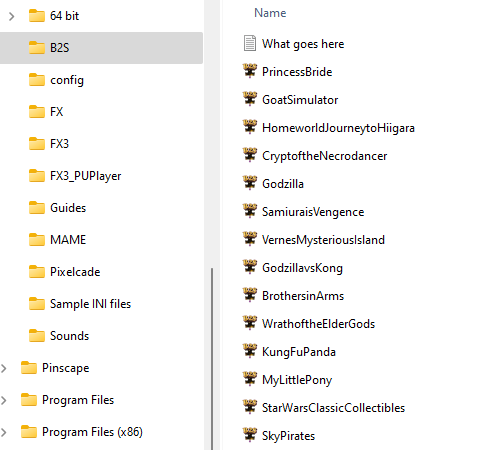 64 bit
B2S
config
FX
FX3
FX3_PUPlayer
Guides
MAME
Pixelcade
Sample INI files
Sounds
Pinscape
Program Files
Program Files (x86)
Name
What goes here
PrincessBride
GoatSimulator
HomeworldJourneytoHiigara
CryptoftheNecrodancer
Godzilla
SamiuraisVengence
VernesMysteriousIsland
GodzillavsKong
BrothersinArms
WrathoftheElderGods
KungFuPanda
MyLittlePony
StarWarsClassicCollectibles
SkyPirates